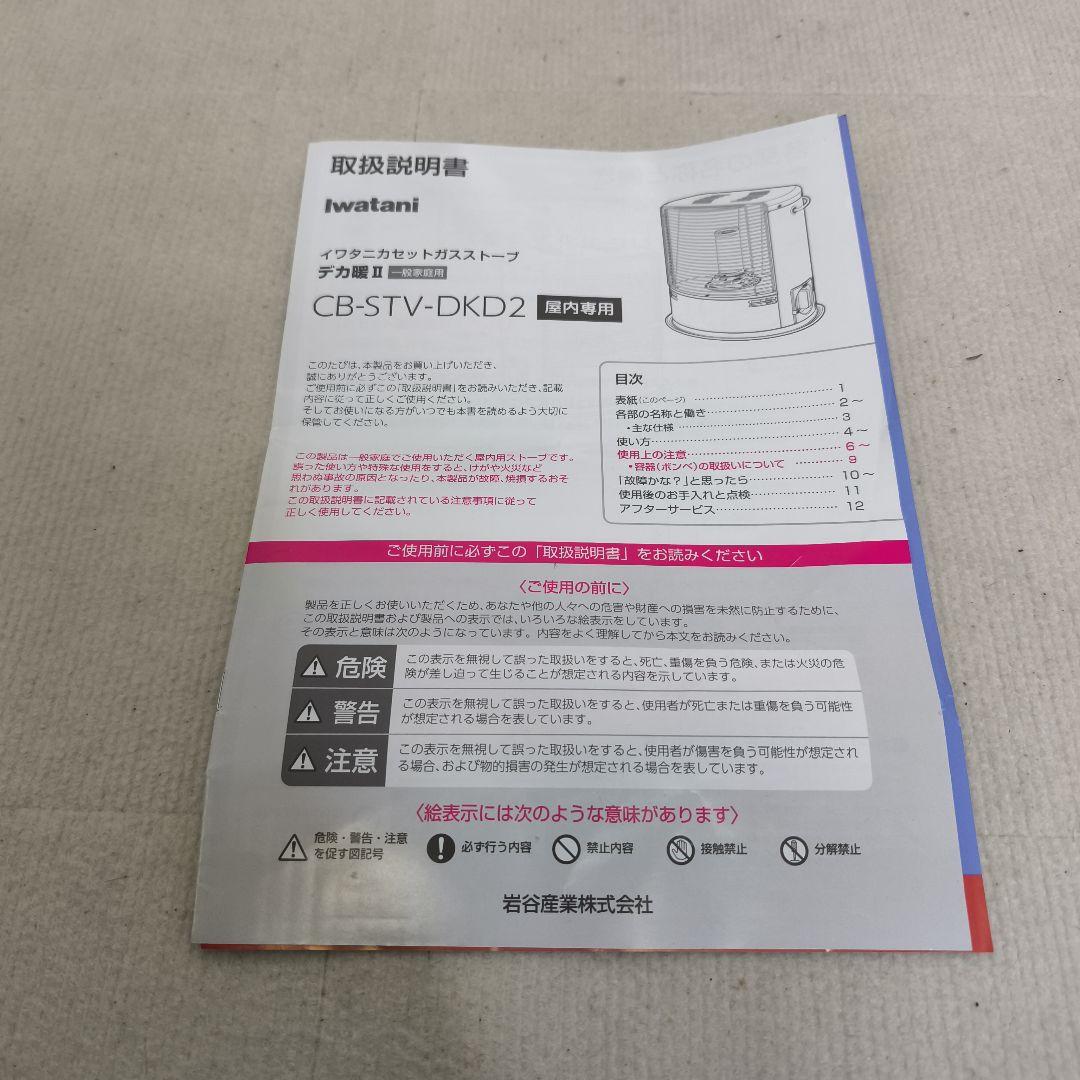 取扱説明書
Iwatani
イワタニカセットガスストーブ
デカ暖Ⅱ 一般家庭用
CB-STV-DKD2 屋内専用
このたびは、本製品をお買い上げいただき、
誠にありがとうございます。
ご使用前に必ずこの「取扱説明書」をお読みいただき、記載
内容に従って正しくご使用ください。
そしてお使いになる方がいつでも本書を読めるよう大切に
保管してください。
この製品は一般家庭でご使用いただく屋内用ストーブです。
誤った使い方や特殊な使用をすると、けがや火災など
思わぬ事故の原因となったり、本製品が故障、焼損するおそ
れがあります。
この取扱説明書に記載されている注意事項に従って
正しく使用してください。
目次
表紙(このページ) 1
各部の名称と働き 2～
・主な仕様 3
使い方 4～
使用上の注意 6～
・容器(ボンベ)の取扱いについて 9
「故障かな？」と思ったら 10～
使用後のお手入れと点検 11
アフターサービス 12
ご使用前に必ずこの「取扱説明書」をお読みください
〈ご使用の前に〉
製品を正しくお使いいただくため、あなたや他の人々への危害や財産への損害を未然に防止するために、
この取扱説明書および製品への表示では、いろいろな絵表示をしています。
その表示と意味は次のようになっています。内容をよく理解してから本文をお読みください。
危険 この表示を無視して誤った取扱いをすると、死亡、重傷を負う危険、または火災の危
険が差し迫って生じることが想定される内容を示しています。
警告 この表示を無視して誤った取扱いをすると、使用者が死亡または重傷を負う可能性
が想定される場合を表しています。
注意 この表示を無視して誤った取扱いをすると、使用者が傷害を負う可能性が想定され
る場合、および物的損害の発生が想定される場合を表しています。
〈絵表示には次のような意味があります〉
危険・警告・注意
を促す図記号
必ず行う内容 禁止内容 接触禁止 分解禁止
岩谷産業株式会社